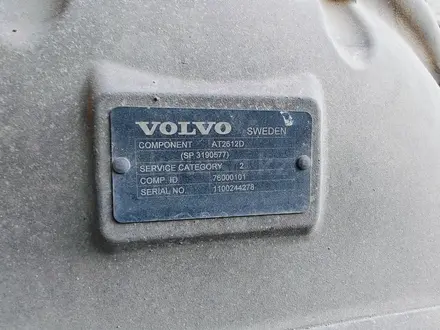 VOLVO SWEDEN
COMPONENT AT2612D
(SP 3190577)
SERVICE CATEGORY 2
COMP. ID 76000101
SERIAL NO. 1100244278